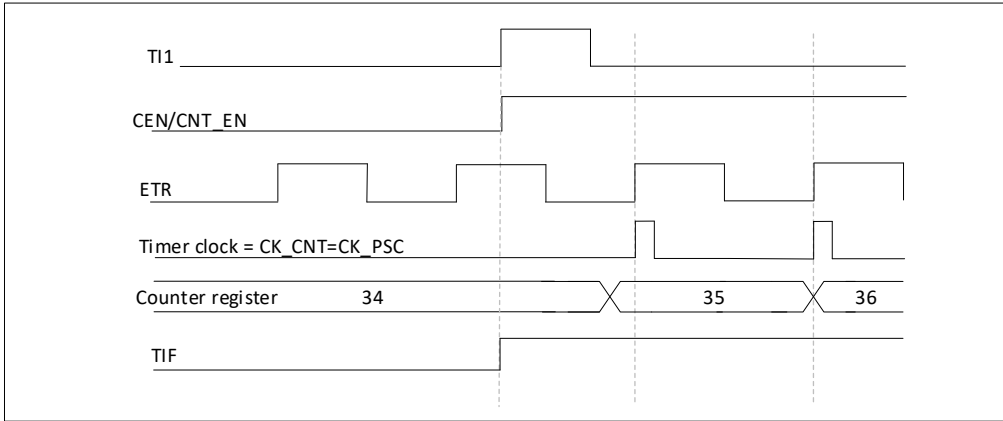 TI1
CEN/CNT_EN
ETR
Timer clock = CK_CNT=CK_PSC
Counter register 34 35 36
TIF